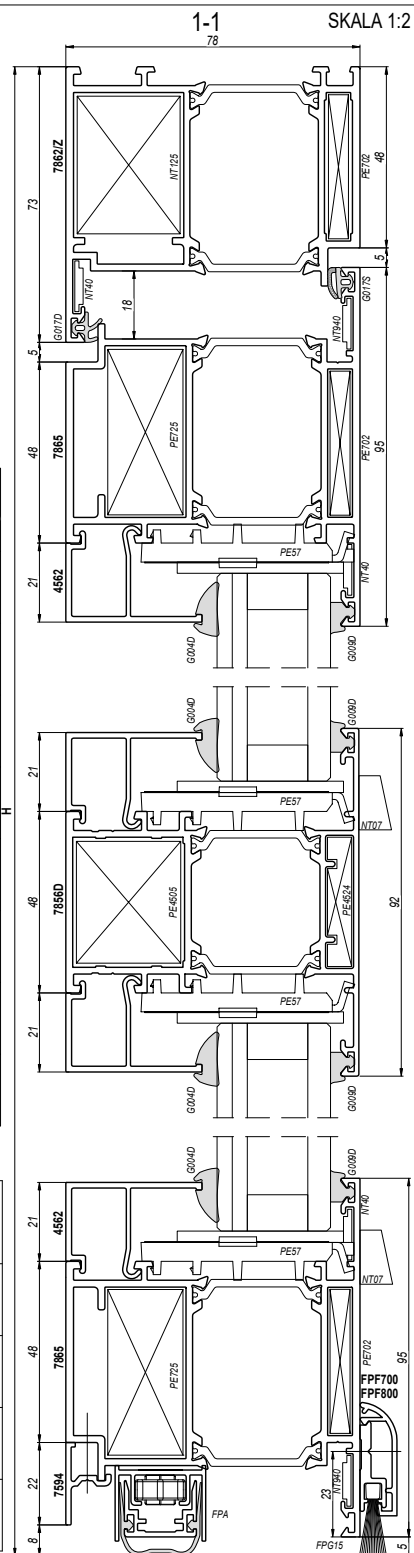 1-1
SKALA 1:2
78
73
7862/Z
NT125
PE702
48
5
NT40
G017D
18
G017S
NT940
5
48
7865
PE725
PE702
95
21
4562
PE57
NT40
G004D
G009D
H
G004D
G009D
21
PE57
NT07
48
7856D
PE4505
PE4524
92
21
PE57
G004D
G009D
G004D
G009D
21
4562
PE57
NT40
NT07
48
7865
PE725
PE702
95
FPF700
FPF800
22
7594
23
NT940
8
FPA
FPG15
5